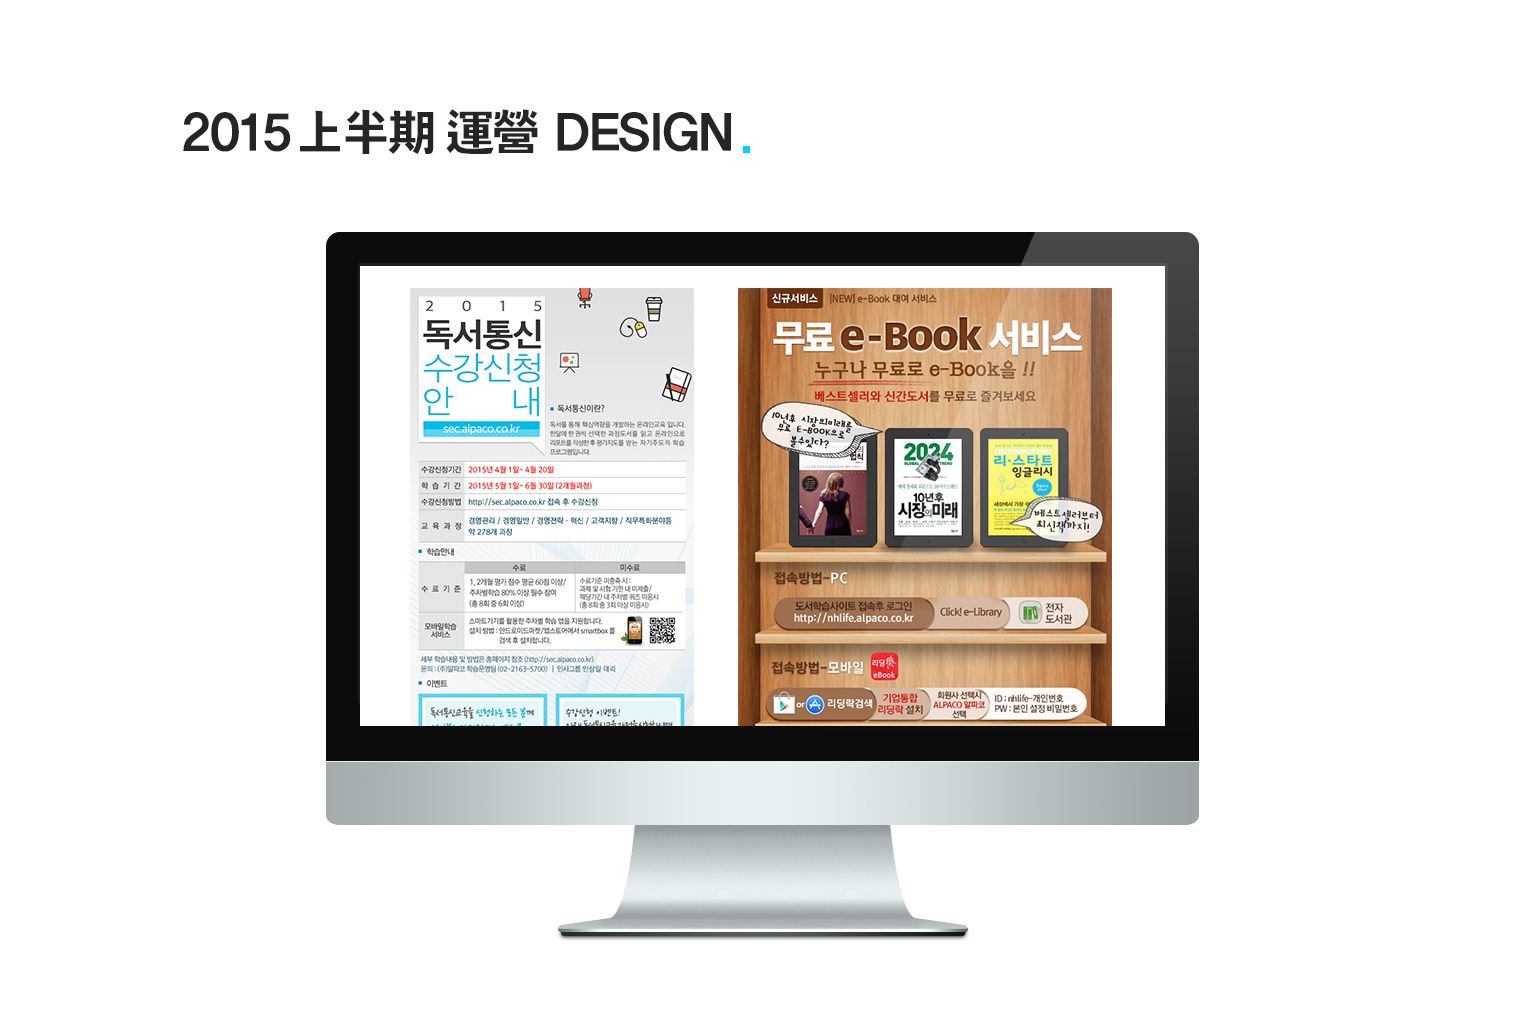 2015 上半期 運營 DESIGN.
2 0 1 5
독서통신
수강신청
안 내
sec.alpaco.co.kr
독서통신이란?
독서를 통해 핵심역량을 개발하는 온라인교육 입니다.
한달에 한 권씩 선택한 과정도서를 읽고 온라인으로
리포트를 작성한 후 평가지도를 받는 자기주도적 학습
프로그램입니다.
수강신청기간 2015년 4월 1일~ 4월 20일
학 습 기 간 2015년 5월 1일~ 6월 30일 (2개월과정)
수강신청방법 http://sec.alpaco.co.kr 접속 후 수강신청
교 육 과 정 경영관리 / 경영일반 / 경영전략 · 혁신 / 고객지향 / 직무특화분야등
약 278개 과정
학습안내
수료 미수료
수 료 기 준
1, 2개월 평가 점수 평균 60점 이상/
주차별학습 80% 이상 필수 참여
(총 8회 중 6회 이상)
수료기준 미충족 시 :
과제 및 시험 기한 내 미제출/
해당기간 내 주차별 퀴즈 미응시
(총 8회 중 3회 이상 미응시)
모바일학습
서비스
스마트기기를 활용한 주차별 학습 앱을 지원합니다.
설치 방법 : 안드로이드마켓/앱스토어에서 smartbox 를
검색 후 설치합니다.
세부 학습내용 및 방법은 홈페이지 참조 (http://sec.alpaco.co.kr)
문의 : (주)알파코 학습운영팀 (02-2163-5700) | 인사그룹 안상일 대리
이벤트
독서통신교육을 신청하는 모든 분께
수강신청 이벤트!
신규서비스 [NEW] e-Book 대여 서비스
무료 e-Book 서비스
누구나 무료로 e-Book을 !!
베스트셀러와 신간도서를 무료로 즐겨보세요
10년후 시장의미래를
무료 E-BOOK으로
볼수있다?
2024
GLOBAL TREND
10년후
시장의미래
리·스타트
잉글리시
베스트셀러부터
최신책까지!
접속방법-PC
도서학습사이트 접속후 로그인
http://nhlife.alpaco.co.kr
Click! e-Library
전자
도서관
접속방법-모바일
리딩락
eBook
or
리딩락검색
기업통합
리딩락 설치
회원사 선택시
ALPACO 알파코
선택
ID : nhlife-개인번호
PW : 본인 설정 비밀번호